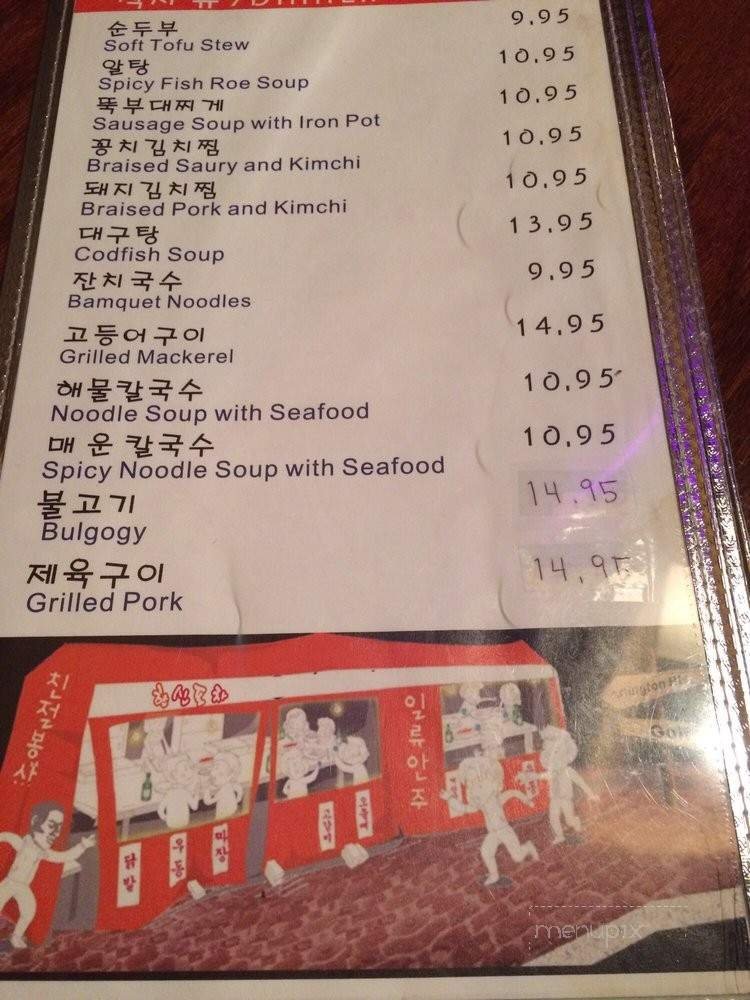 순두부 9.95
Soft Tofu Stew
알탕 10.95
Spicy Fish Roe Soup
뚝부대찌게 10.95
Sausage Soup with Iron Pot
꽁치김치찜 10.95
Braised Saury and Kimchi
돼지김치찜 10.95
Braised Pork and Kimchi
대구탕 13.95
Codfish Soup
잔치국수 9.95
Bamquet Noodles
고등어구이 14.95
Grilled Mackerel
해물칼국수 10.95
Noodle Soup with Seafood
매운칼국수 10.95
Spicy Noodle Soup with Seafood
불고기 14.95
Bulgogy
제육구이 14.95
Grilled Pork
친절봉사
일류안주
닭발
우동
menupix